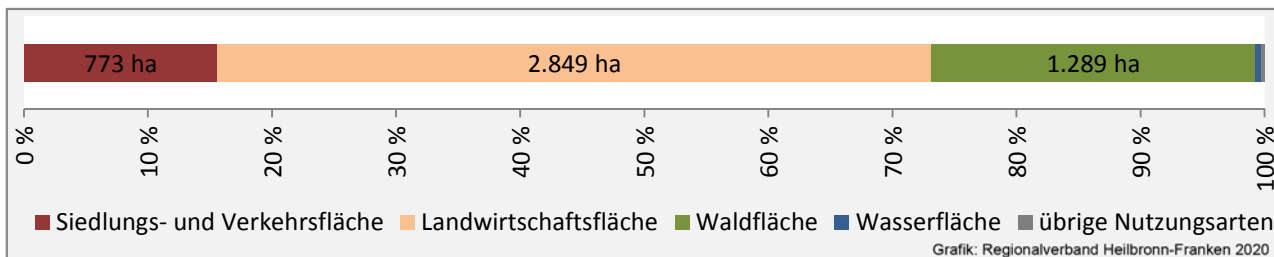 773 ha 2.849 ha 1.289 ha
0 % 10 % 20 % 30 % 40 % 50 % 60 % 70 % 80 % 90 % 100 %
Siedlungs- und Verkehrsfläche Landwirtschaftsfläche Waldfläche Wasserfläche übrige Nutzungsarten
Grafik: Regionalverband Heilbronn-Franken 2020